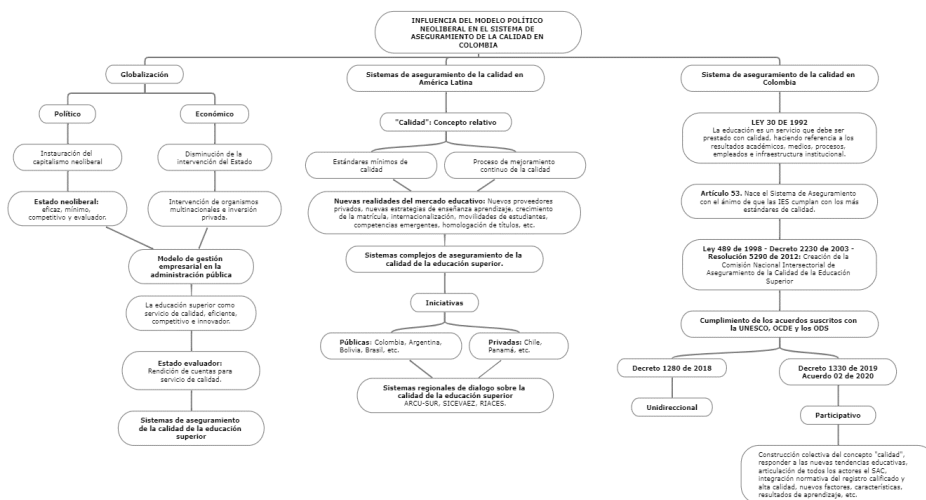 INFLUENCIA DEL MODELO POLÍTICO
NEOLIBERAL EN EL SISTEMA DE
ASEGURAMIENTO DE LA CALIDAD EN
COLOMBIA
Globalización
Político
Económico
Instauración del
capitalismo neoliberal
Disminución de la
intervención del Estado
Estado neoliberal:
eficaz, mínimo,
competitivo y evaluador.
Intervención de organismos
multinacionales e inversión
privada.
Modelo de gestión
empresarial en la
administración pública
La educación superior como
servicio de calidad, eficiente,
competitivo e innovador.
Estado evaluador:
Rendición de cuentas para
servicio de calidad.
Sistemas de aseguramiento
de la calidad de la educación
superior
Sistemas de aseguramiento de la calidad en
América Latina
"Calidad": Concepto relativo
Estándares mínimos de
calidad
Proceso de mejoramiento
continuo de la calidad
Nuevas realidades del mercado educativo: Nuevos proveedores
privados, nuevas estrategias de enseñanza aprendizaje, crecimiento
de la matrícula, internacionalización, movilidades de estudiantes,
competencias emergentes, homologación de títulos, etc.
Sistemas complejos de aseguramiento de la
calidad de la educación superior.
Iniciativas
Públicas: Colombia, Argentina,
Bolivia, Brasil, etc.
Privadas: Chile,
Panamá, etc.
Sistemas regionales de dialogo sobre la
calidad de la educación superior
ARCU-SUR, SICEVAEZ, RIACES.
Sistema de aseguramiento de la calidad en
Colombia
LEY 30 DE 1992
La educación es un servicio que debe ser
prestado con calidad, haciendo referencia a los
resultados académicos, medios, procesos,
empleados e infraestructura institucional.
Artículo 53. Nace el Sistema de Aseguramiento
con el ánimo de que las IES cumplan con los más
estándares de calidad.
Ley 489 de 1998 - Decreto 2230 de 2003 -
Resolución 5290 de 2012: Creación de la
Comisión Nacional Intersectorial de
Aseguramiento de la Calidad de la Educación
Superior
Cumplimiento de los acuerdos suscritos con
la UNESCO, OCDE y los ODS
Decreto 1280 de 2018
Unidireccional
Decreto 1330 de 2019
Acuerdo 02 de 2020
Participativo
Construcción colectiva del concepto "calidad",
responder a las nuevas tendencias educativas,
articulación de todos los actores el SAC,
integración normativa del registro calificado y
alta calidad, nuevos factores, características,
resultados de aprendizaje, etc.